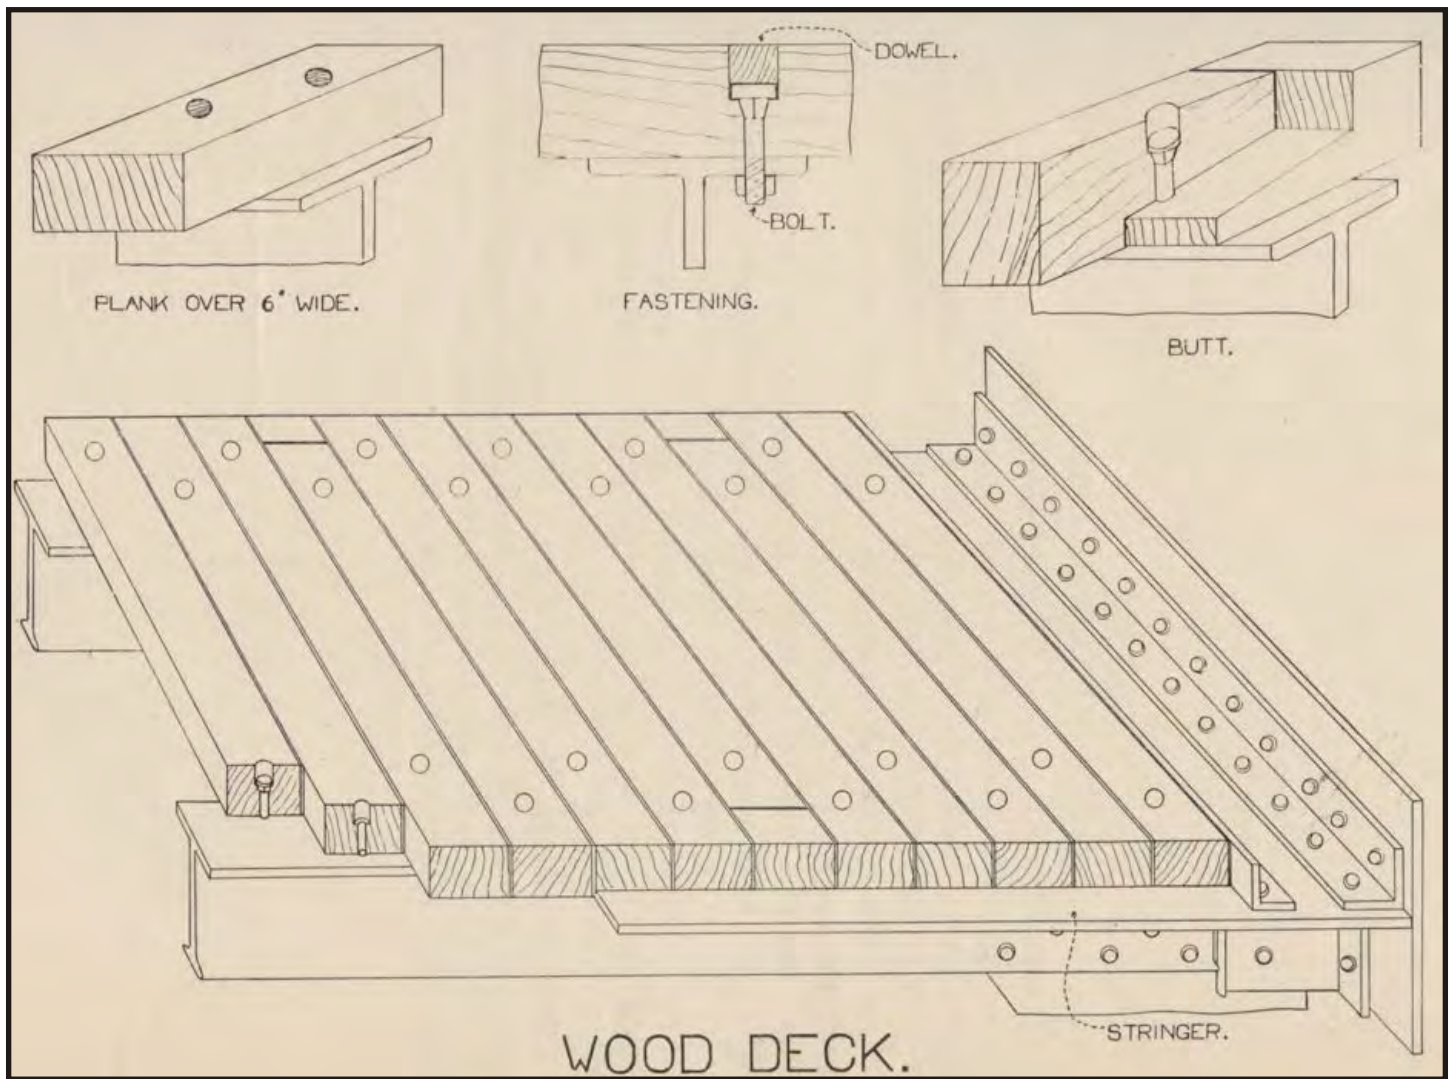 DOWEL.
BOLT.
PLANK OVER 6" WIDE.
FASTENING.
BUTT.
STRINGER.
WOOD DECK.